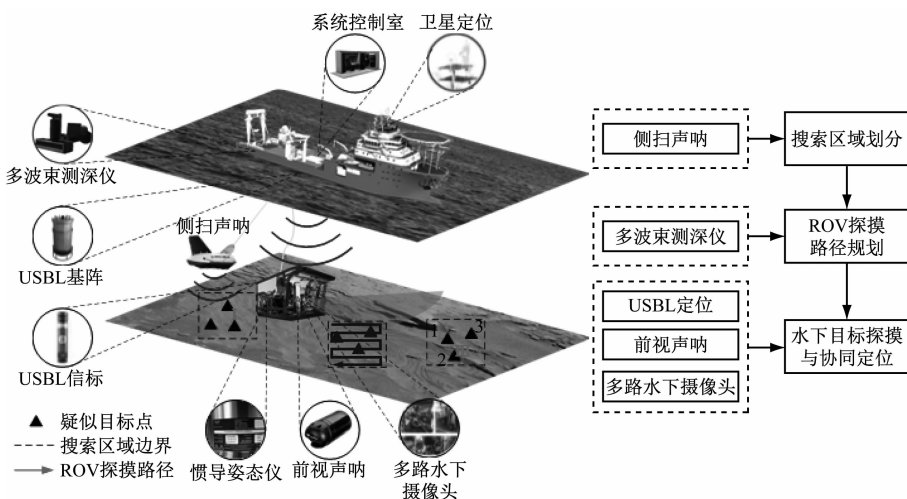 系统控制室
卫星定位
多波束测深仪
侧扫声呐
USBL基阵
USBL信标
1
3
2
疑似目标点
搜索区域边界
ROV探摸路径
惯导姿态仪
前视声呐
多路水下
摄像头
侧扫声呐
搜索区域划分
多波束测深仪
ROV探摸
路径规划
USBL定位
前视声呐
多路水下摄像头
水下目标探摸
与协同定位